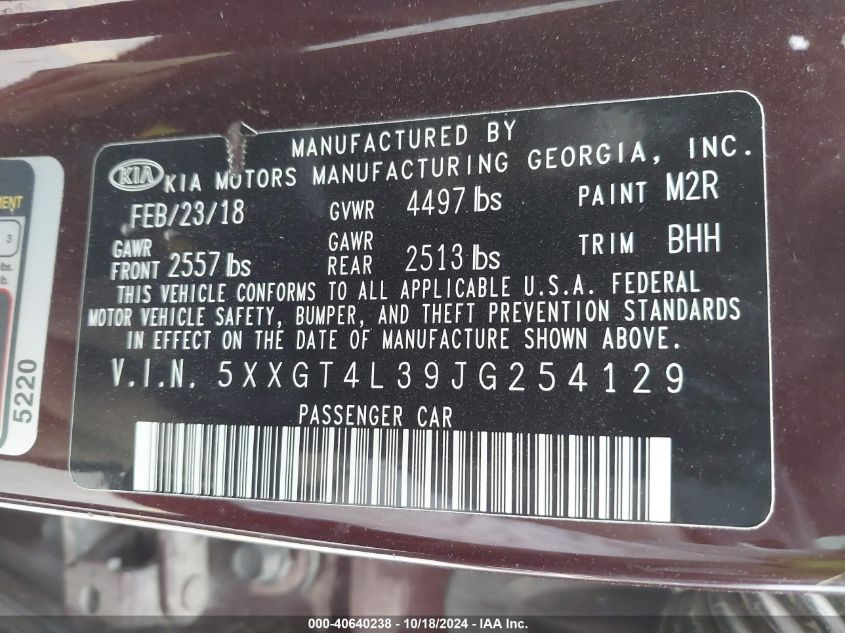 MANUFACTURED BY
KIA KIA MOTORS MANUFACTURING GEORGIA, INC.
FEB/23/18 GVWR 4497 lbs PAINT M2R
GAWR FRONT 2557 lbs GAWR REAR 2513 lbs TRIM BHH
THIS VEHICLE CONFORMS TO ALL APPLICABLE U.S.A. FEDERAL
MOTOR VEHICLE SAFETY, BUMPER, AND THEFT PREVENTION STANDARDS
IN EFFECT ON THE DATE OF MANUFACTURE SHOWN ABOVE.
V.I.N. 5XXGT4L39JG254129
PASSENGER CAR
3
lbs.
5220
000-40640238 - 10/18/2024 - IAA Inc.